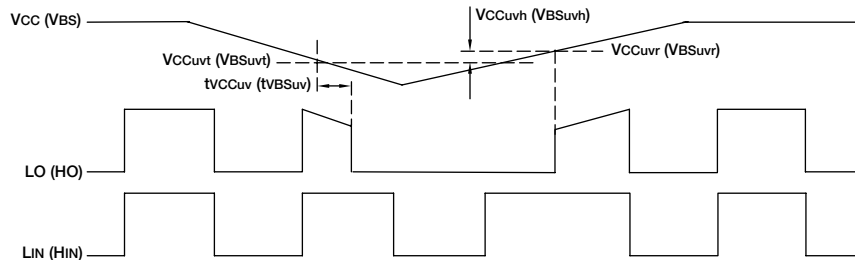 VCC (VBS)
VCCuvh (VBSuvh)
VCCuvt (VBSuvt)
VCCuvr (VBSuvr)
tVCCuv (tVBSuv)
LO (HO)
LIN (HIN)